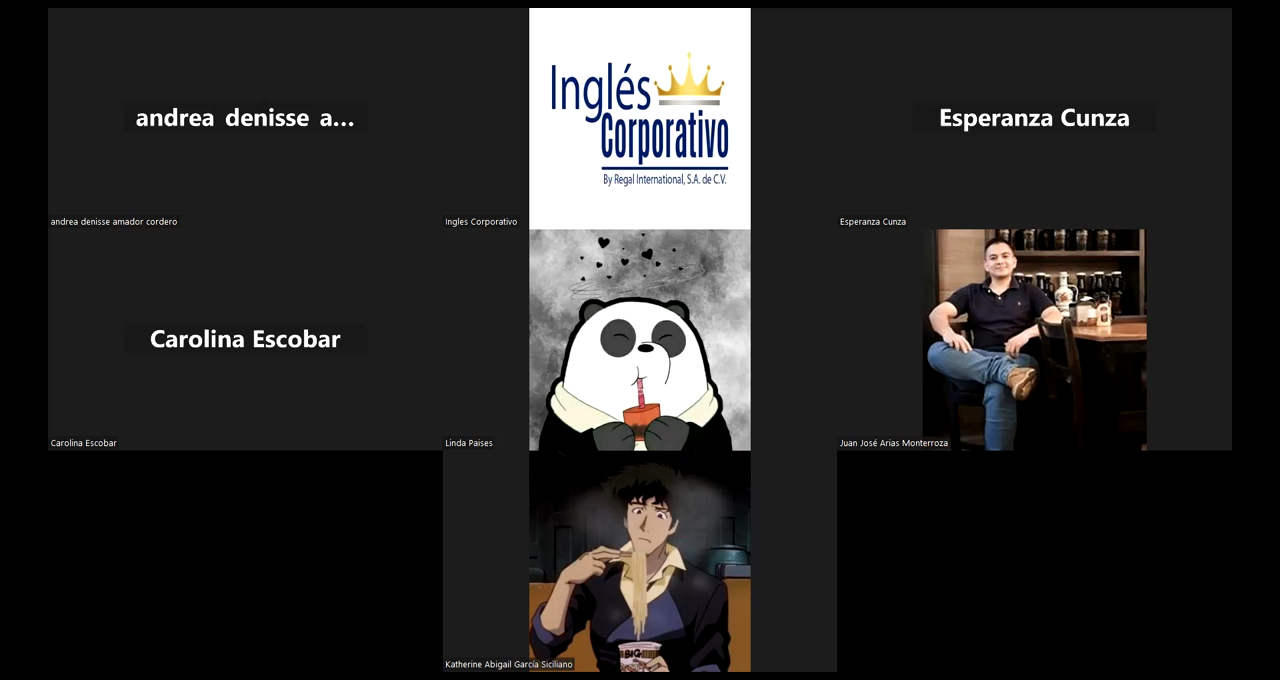 andrea denisse a...
andrea denisse amador cordero
Inglés
Corporativo
By Regal International, S.A. de C.V.
Ingles Corporativo
Esperanza Cunza
Esperanza Cunza
Carolina Escobar
Carolina Escobar
Linda Paises
Juan José Arias Monterroza
BIG
Katherine Abigail García Siciliano